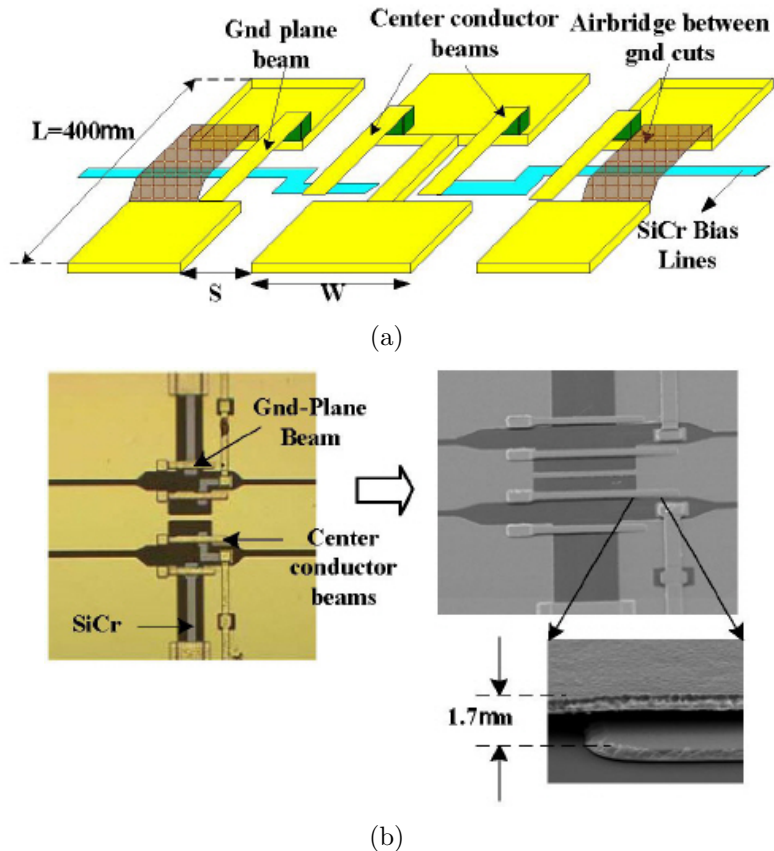 Gnd plane
beam
Center conductor
beams
Airbridge between
gnd cuts
L=400mm
SiCr Bias
Lines
S
W
(a)
Gnd-Plane
Beam
Center
conductor
beams
SiCr
1.7mm
(b)